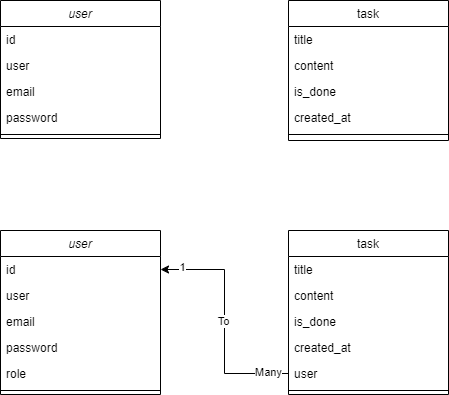 user
id
user
email
password
task
title
content
is_done
created_at
user
id
user
email
password
role
1
To
Many
task
title
content
is_done
created_at
user